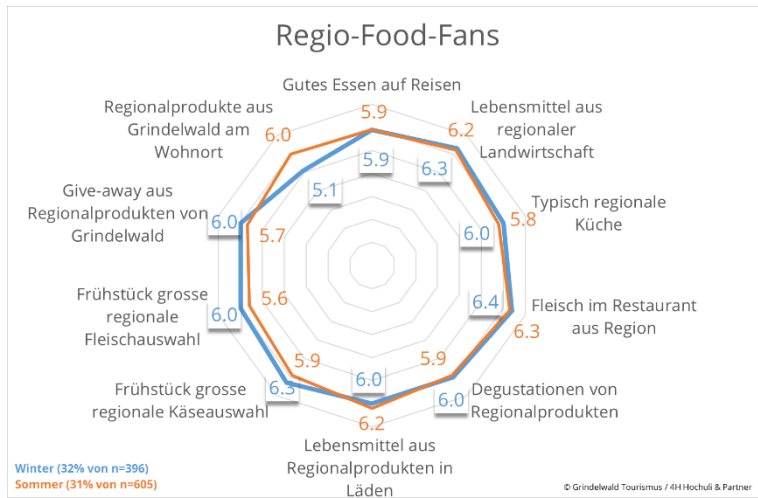 Regio-Food-Fans
Gutes Essen auf Reisen
5.9
5.9
Lebensmittel aus
regionaler
Landwirtschaft
6.2
6.3
Typisch regionale
Küche
5.8
6.0
Fleisch im Restaurant
aus Region
6.4
6.3
Degustationen von
Regionalprodukten
5.9
6.0
Lebensmittel aus
Regionalprodukten in
Läden
6.0
6.2
Frühstück grosse
regionale Käseauswahl
5.9
6.3
Frühstück grosse
regionale Fleischauswahl
6.0
5.6
Give-away aus
Regionalprodukten von
Grindelwald
6.0
5.7
Regionalprodukte aus
Grindelwald am
Wohnort
6.0
5.1
Winter (32% von n=396)
Sommer (31% von n=605)
© Grindelwald Tourismus / 4H Hochuli & Partner